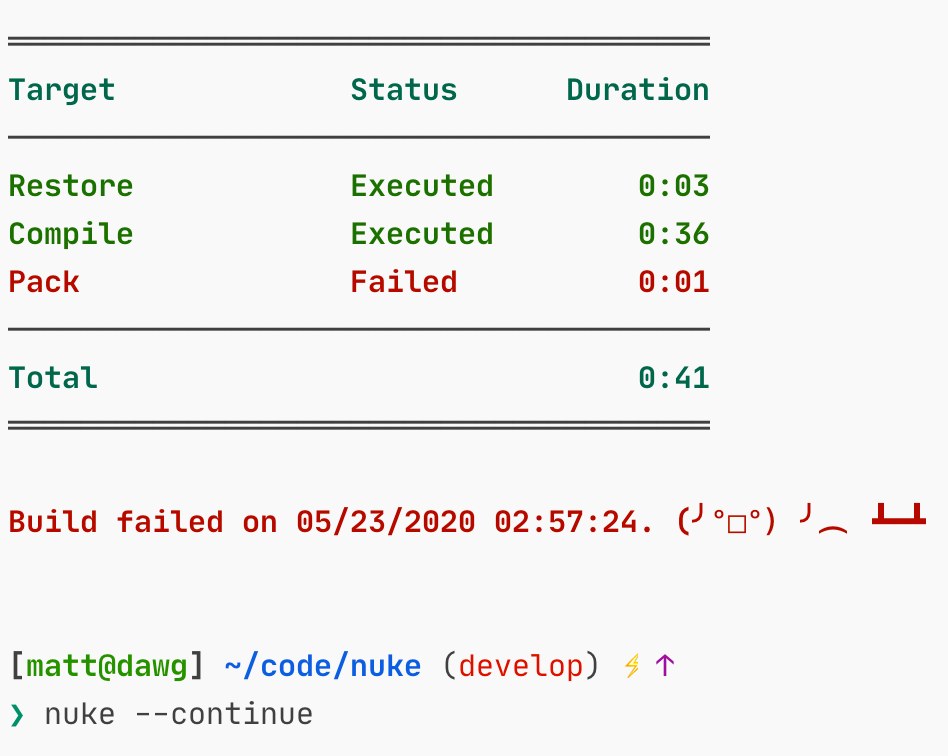 Target Status Duration
Restore Executed 0:03
Compile Executed 0:36
Pack Failed 0:01
Total 0:41
Build failed on 05/23/2020 02:57:24. (╯°□°) ╯︵ ┻━┻
[matt@dawg] ~/code/nuke (develop) ⚡ ↑
❯ nuke --continue